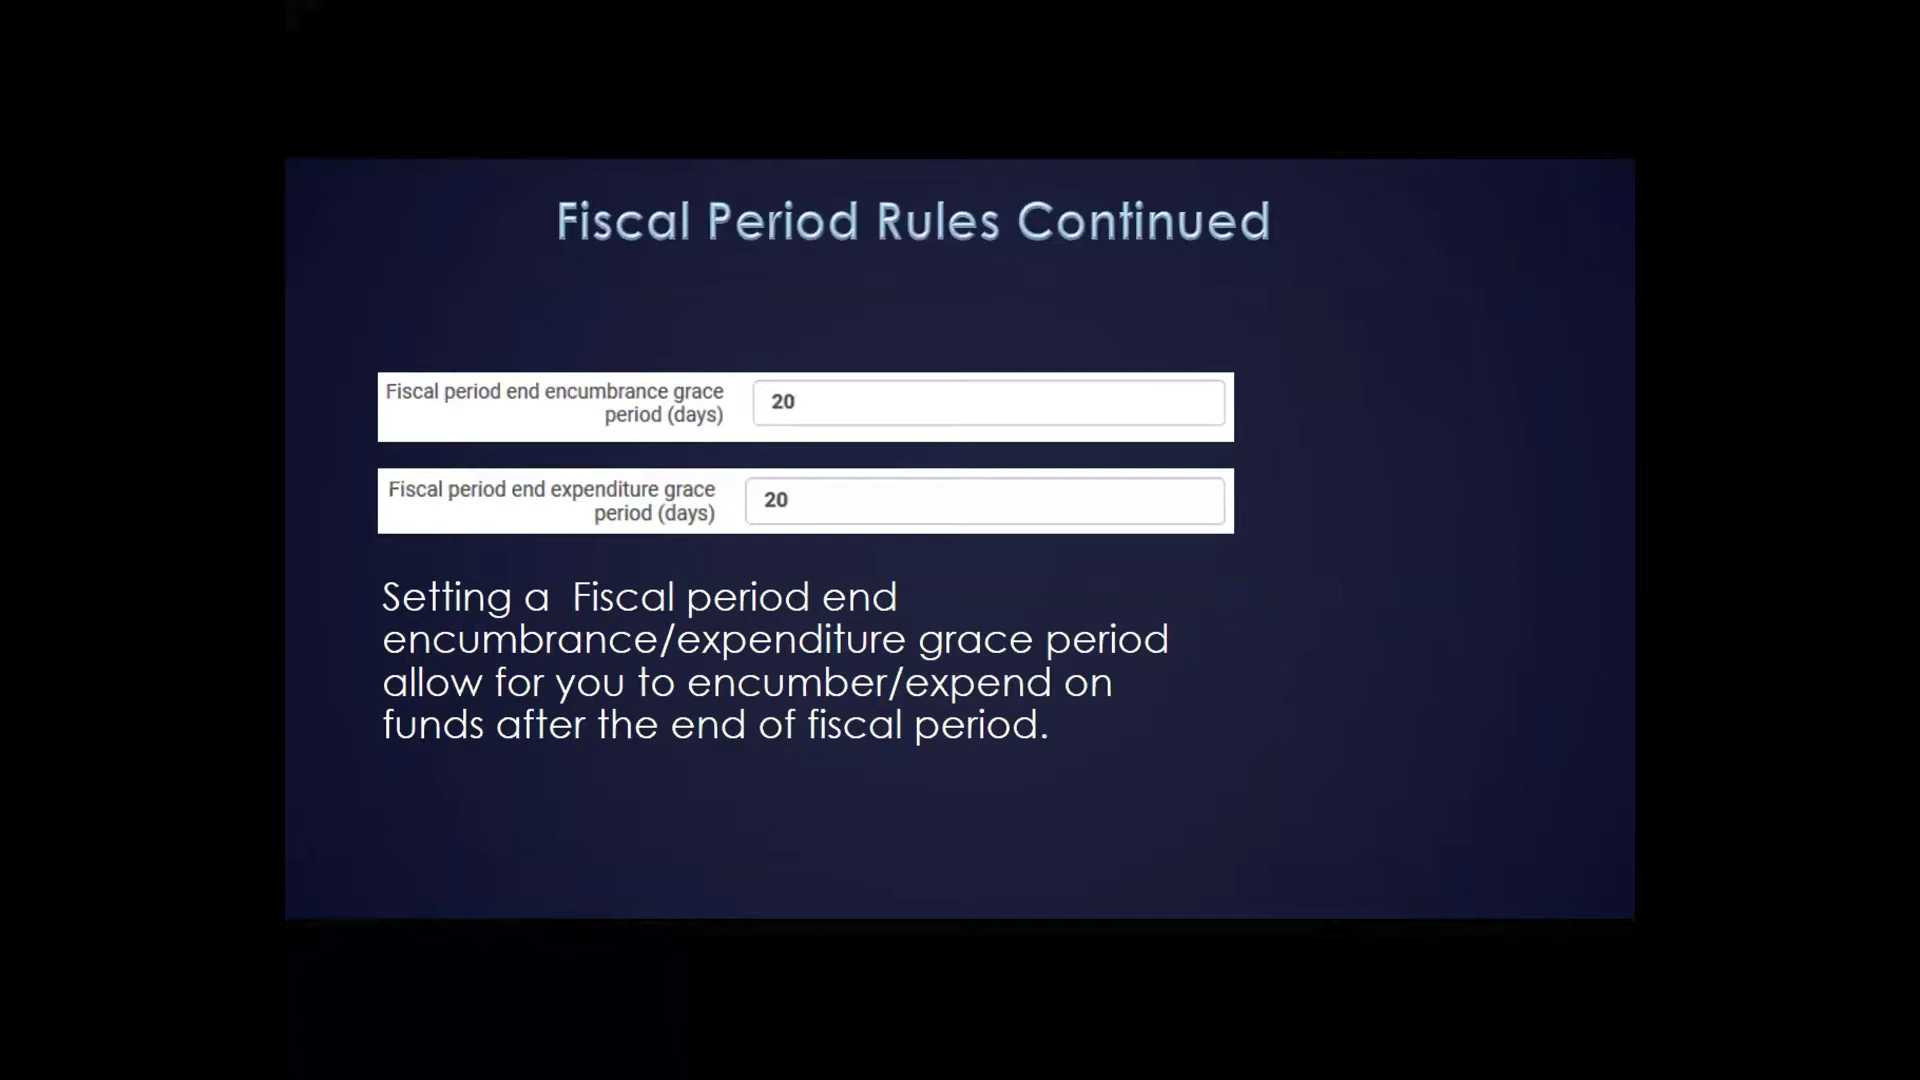 Fiscal Period Rules Continued
Fiscal period end encumbrance grace
period (days)
20
Fiscal period end expenditure grace
period (days)
20
Setting a  Fiscal period end
encumbrance/expenditure grace period
allow for you to encumber/expend on
funds after the end of fiscal period.